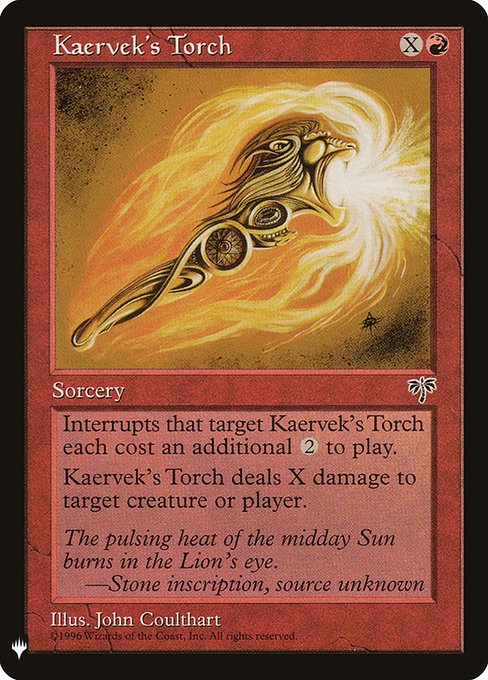 Kaervek's Torch X
Sorcery
Interrupts that target Kaervek's Torch
each cost an additional 2 to play.
Kaervek's Torch deals X damage to
target creature or player.
The pulsing heat of the midday Sun
burns in the Lion's eye.
—Stone inscription, source unknown
Illus. John Coulthart
©1996 Wizards of the Coast, Inc. All rights reserved.